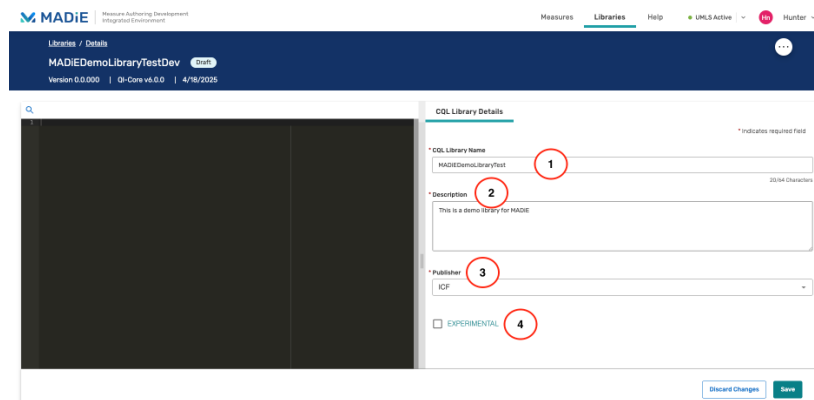 MADiE
Measure Authoring Development
Integrated Environment
Measures
Libraries
Help
UMLS Active
Hn
Hunter
Libraries / Details
MADiEDemoLibraryTestDev
Draft
Version 0.0.000 | QI-Core v6.0.0 | 4/18/2025
1
CQL Library Details
* Indicates required field
* CQL Library Name
MADiEDemoLibraryTest
1
20/64 Characters
* Description
2
This is a demo library for MADiE
* Publisher
3
ICF
EXPERIMENTAL
4
Discard Changes
Save